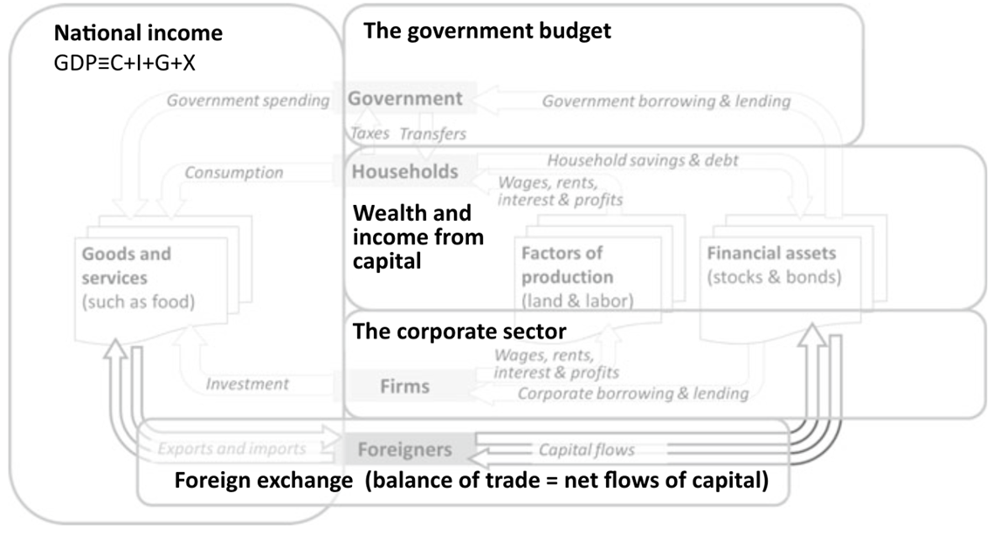 National income
GDP≡C+I+G+X
The government budget
Government spending
Government
Government borrowing & lending
Taxes Transfers
Consumption
Households
Household savings & debt
Wages, rents,
interest & profits
Wealth and
income from
capital
Goods and
services
(such as food)
Factors of
production
(land & labor)
Financial assets
(stocks & bonds)
The corporate sector
Wages, rents,
interest & profits
Investment
Firms
Corporate borrowing & lending
Exports and imports
Foreigners
Capital flows
Foreign exchange (balance of trade = net flows of capital)